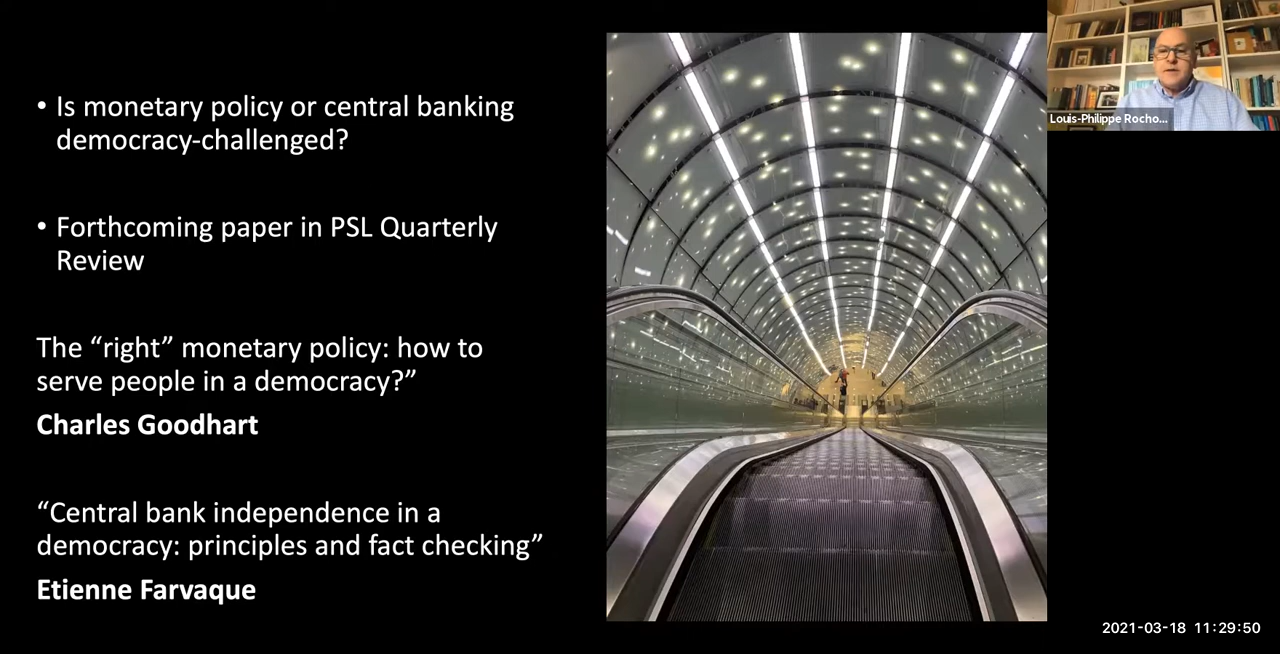 • Is monetary policy or central banking
democracy-challenged?
• Forthcoming paper in PSL Quarterly
Review
The “right” monetary policy: how to
serve people in a democracy?”
Charles Goodhart
“Central bank independence in a
democracy: principles and fact checking”
Etienne Farvaque
Louis-Philippe Rocho...
2021-03-18 11:29:50